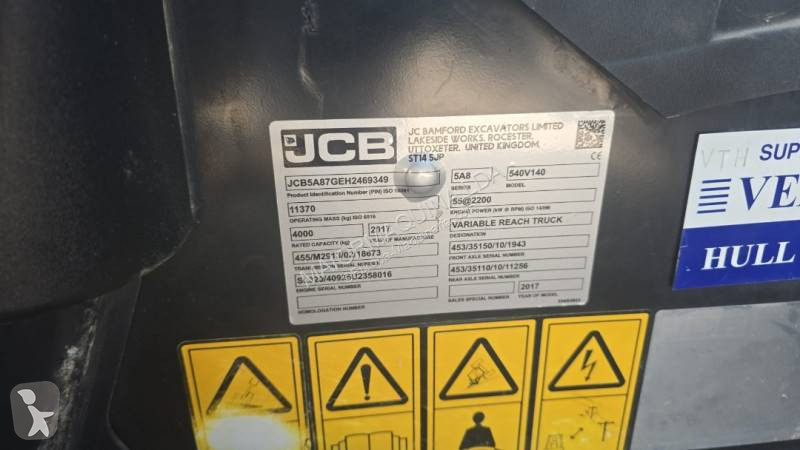 JCB
JC BAMFORD EXCAVATORS LIMITED
LAKESIDE WORKS, ROCESTER,
UTTOXETER, UNITED KINGDOM,
ST14 5JP
CE
JCB5A87GEH2469349
Product Identification Number (PIN) ISO
5A8
SERIES
540V140
MODEL
11370
OPERATING MASS (kg) ISO 6016
55@2200
ENGINE POWER (kW @ RPM) ISO 14396
4000
RATED CAPACITY (kg)
2017
YEAR OF MANUFACTURE
VARIABLE REACH TRUCK
DESIGNATION
TRANSMISSION SERIAL NUMBER
453/35150/10/1943
FRONT AXLE SERIAL NUMBER
ENGINE SERIAL NUMBER
453/35110/10/11256
REAR AXLE SERIAL NUMBER
HOMOLOGATION NUMBER
SALES SPECIAL NUMBER
2017
YEAR OF MODEL
VTH SUP
VE
HULL